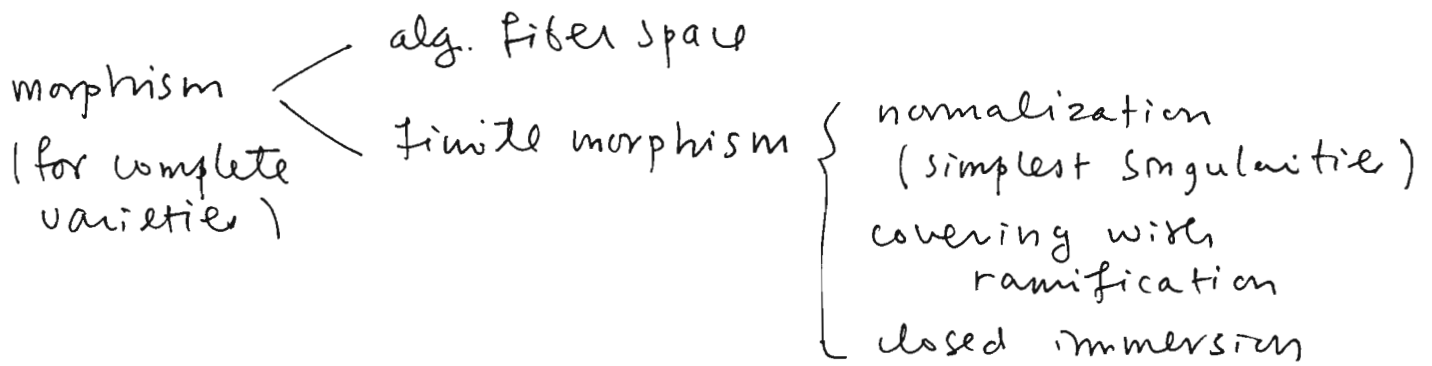 alg. fiber space
morphism
(for complete
varieties)
finite morphism
normalization
(simplest singularities)
covering with
ramification
closed immersion